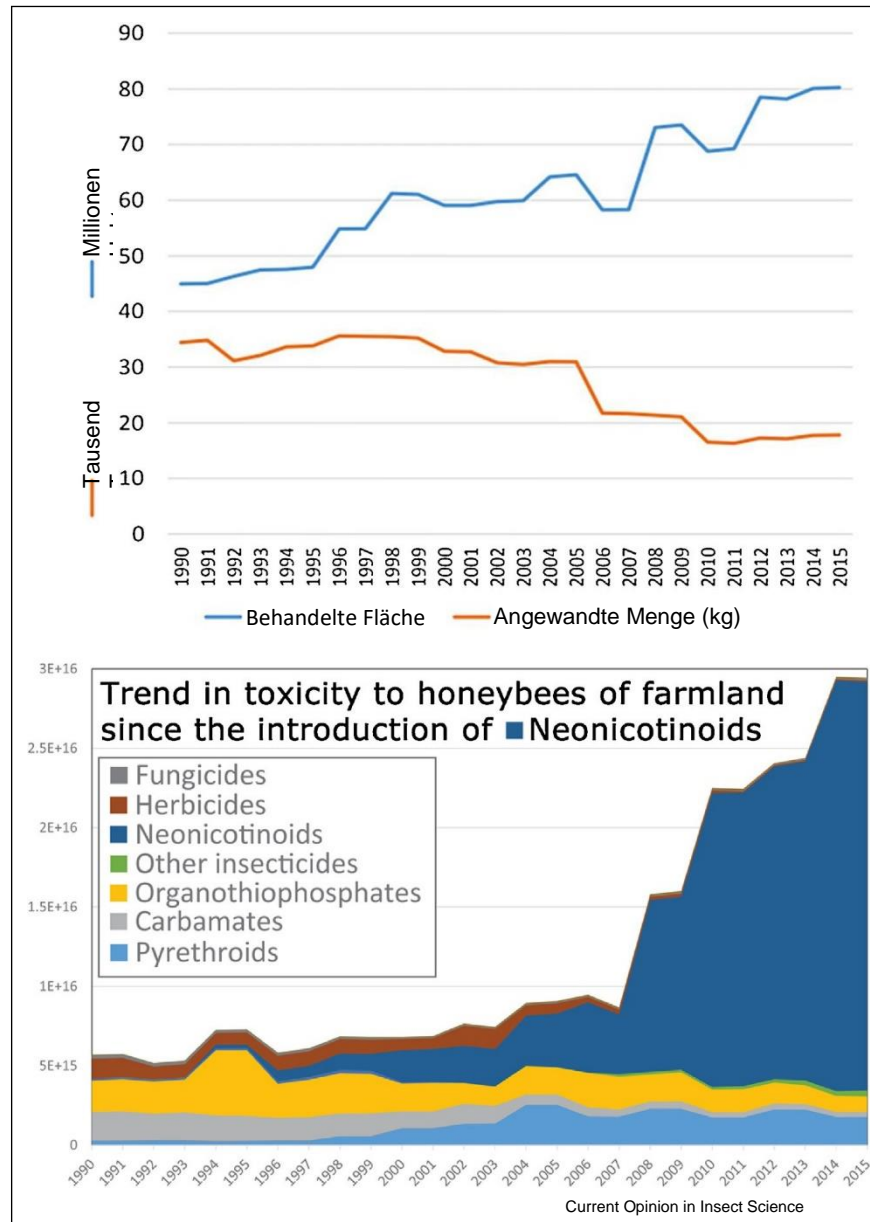 90
80
70
60
50
40
30
20
10
0
Millionen
Tausend
1990 1991 1992 1993 1994 1995 1996 1997 1998 1999 2000 2001 2002 2003 2004 2005 2006 2007 2008 2009 2010 2011 2012 2013 2014 2015
Behandelte Fläche Angewandte Menge (kg)
3E+16
2.5E+16
2E+16
1.5E+16
1E+16
5E+15
0
Trend in toxicity to honeybees of farmland
since the introduction of Neonicotinoids
Fungicides
Herbicides
Neonicotinoids
Other insecticides
Organothiophosphates
Carbamates
Pyrethroids
1990 1991 1992 1993 1994 1995 1996 1997 1998 1999 2000 2001 2002 2003 2004 2005 2006 2007 2008 2009 2010 2011 2012 2013 2014 2015
Current Opinion in Insect Science